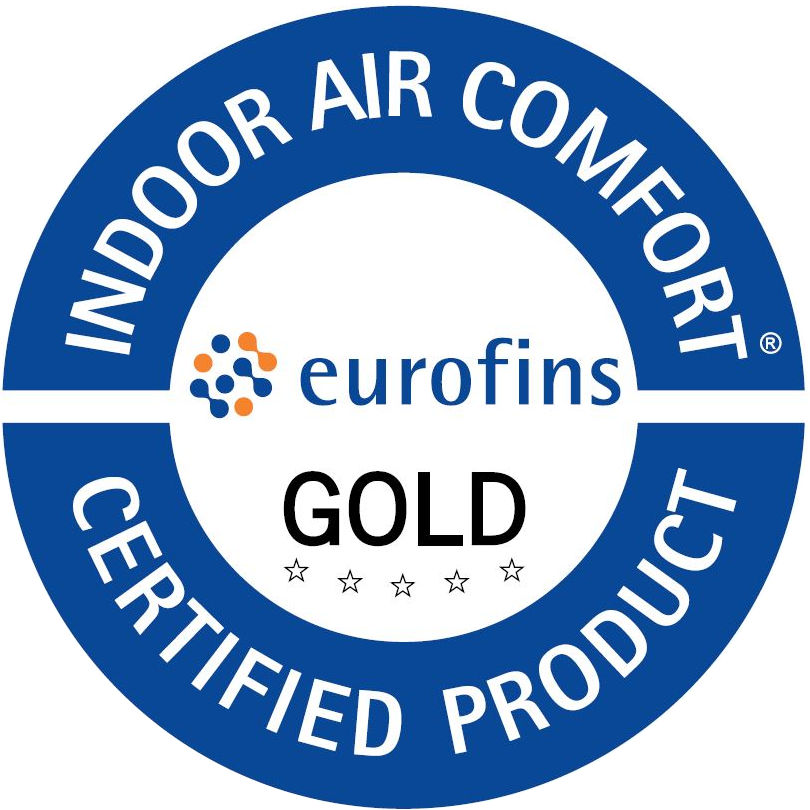 INDOOR AIR COMFORT®
eurofins
GOLD
CERTIFIED PRODUCT